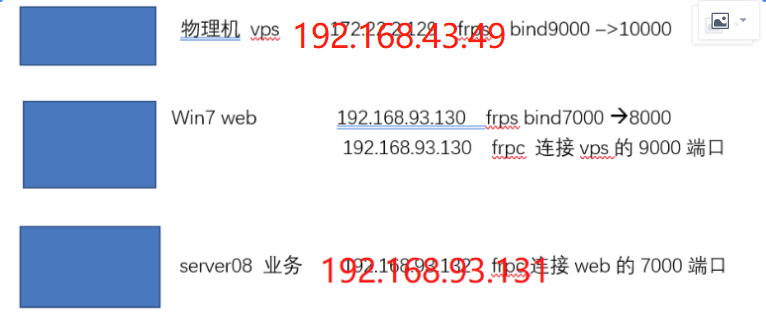 物理机 vps 172.22.2.129 frps bind9000 –>10000
192.168.43.49
Win7 web 192.168.93.130 frps bind7000 →8000
192.168.93.130 frpc 连接 vps 的 9000 端口
server08 业务 192.168.93.132 frpc 连接 web 的 7000 端口
192.168.93.131